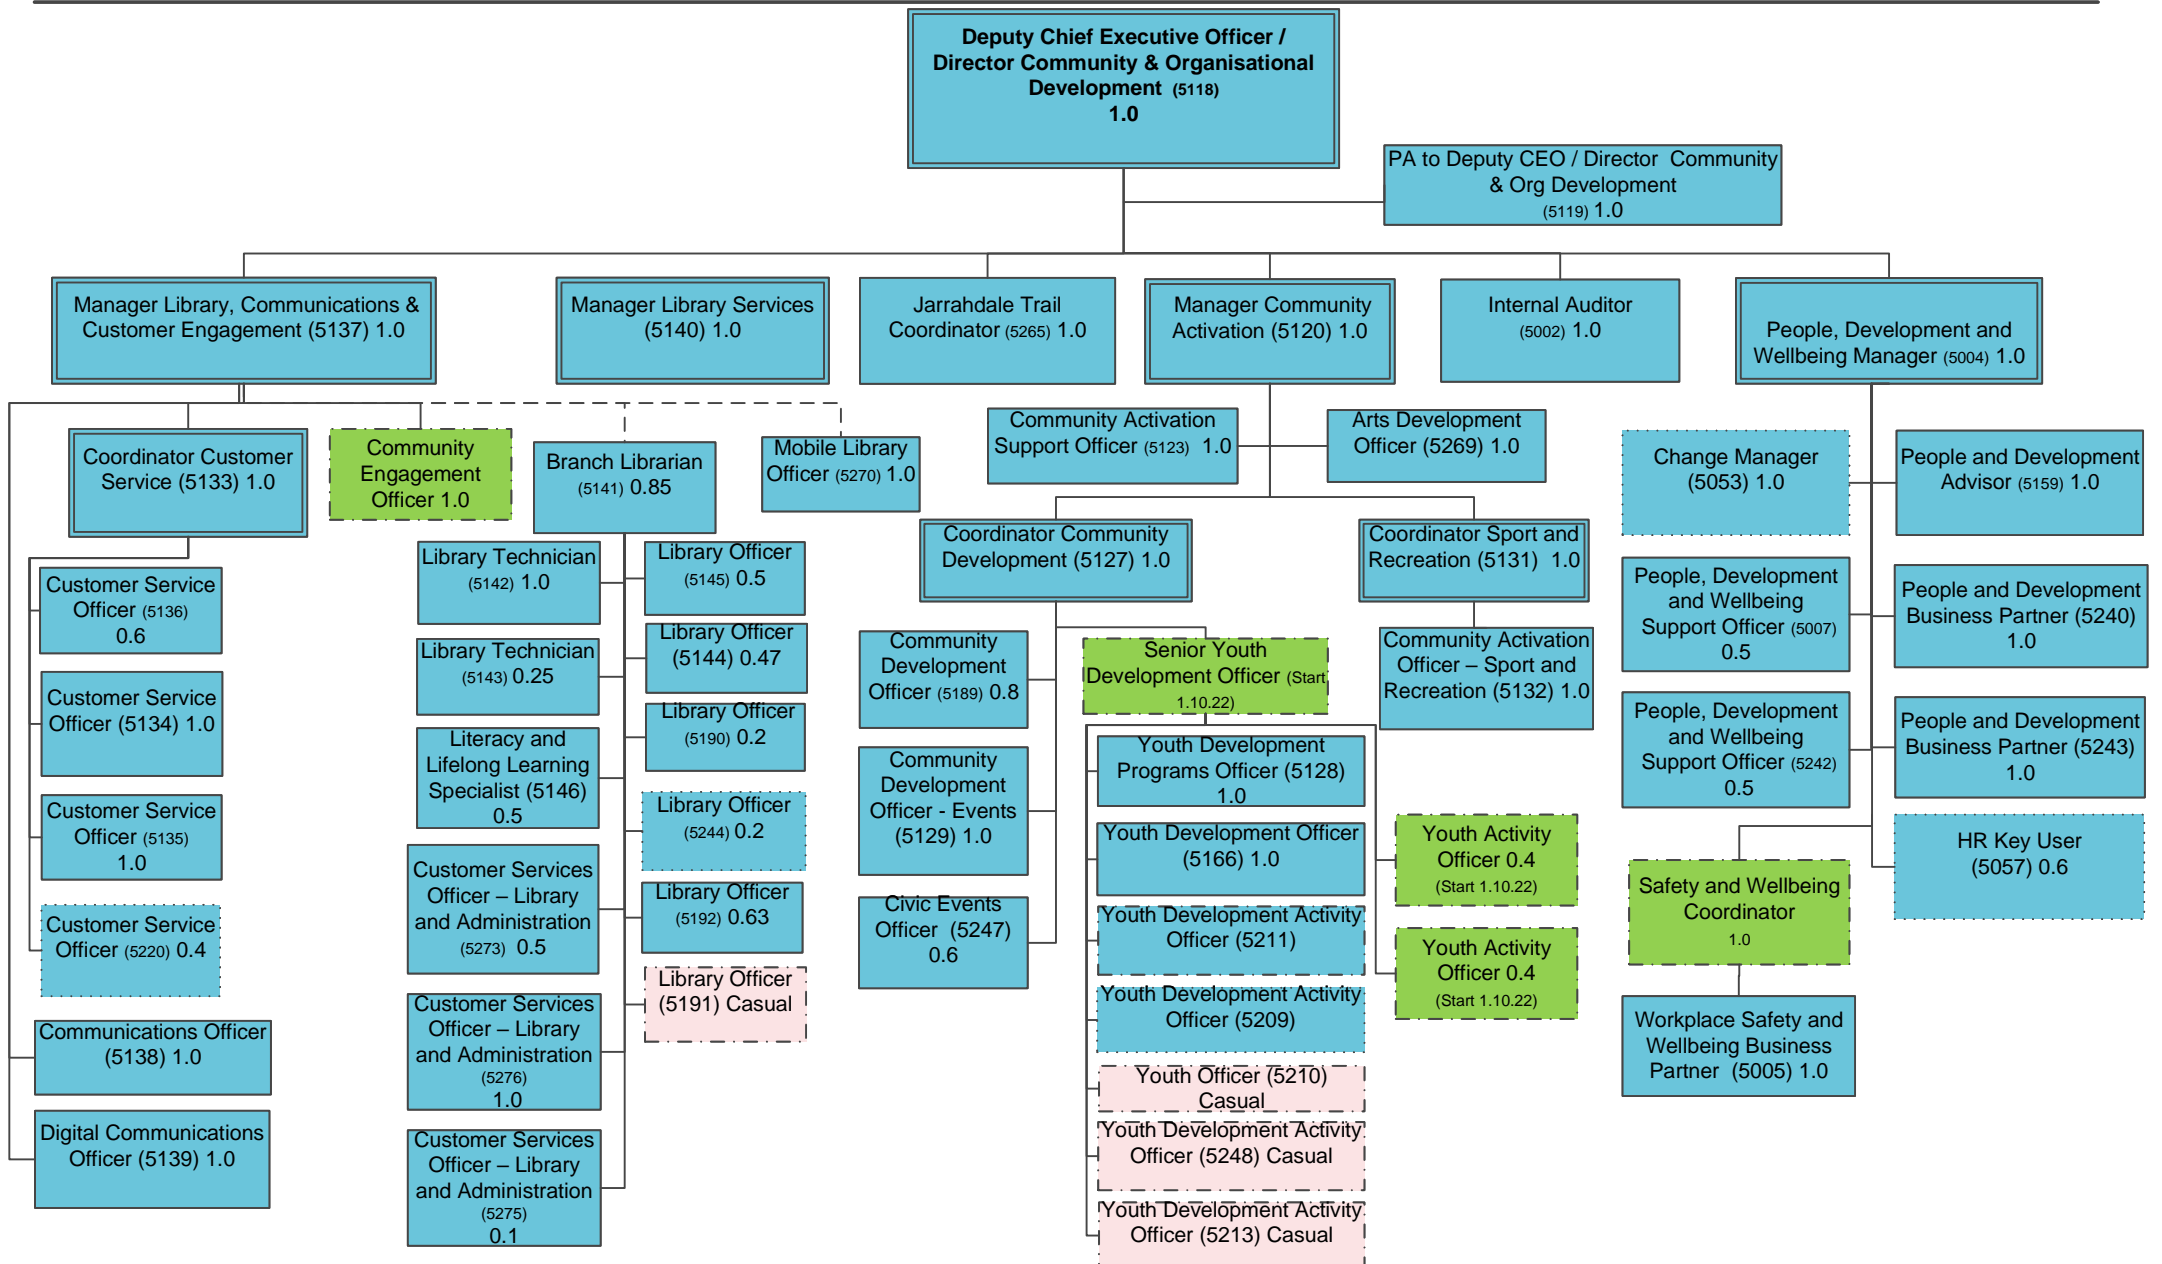 Deputy Chief Executive Officer /
Director Community & Organisational
Development (5118)
1.0
PA to Deputy CEO / Director Community
& Org Development
(5119) 1.0
Manager Library, Communications &
Customer Engagement (5137) 1.0
Manager Library Services
(5140) 1.0
Jarrahdale Trail
Coordinator (5265) 1.0
Manager Community
Activation (5120) 1.0
Internal Auditor
(5002) 1.0
People, Development and
Wellbeing Manager (5004) 1.0
Coordinator Customer
Service (5133) 1.0
Community
Engagement
Officer 1.0
Branch Librarian
(5141) 0.85
Mobile Library
Officer (5270) 1.0
Customer Service
Officer (5136)
0.6
Customer Service
Officer (5134) 1.0
Customer Service
Officer (5135)
1.0
Customer Service
Officer (5220) 0.4
Communications Officer
(5138) 1.0
Digital Communications
Officer (5139) 1.0
Library Technician
(5142) 1.0
Library Technician
(5143) 0.25
Literacy and
Lifelong Learning
Specialist (5146)
0.5
Customer Services
Officer – Library
and Administration
(5273) 0.5
Customer Services
Officer – Library
and Administration
(5276)
1.0
Customer Services
Officer – Library
and Administration
(5275)
0.1
Library Officer
(5145) 0.5
Library Officer
(5144) 0.47
Library Officer
(5190) 0.2
Library Officer
(5244) 0.2
Library Officer
(5192) 0.63
Library Officer
(5191) Casual
Community Activation
Support Officer (5123) 1.0
Arts Development
Officer (5269) 1.0
Coordinator Community
Development (5127) 1.0
Coordinator Sport and
Recreation (5131) 1.0
Community
Development
Officer (5189) 0.8
Community
Development
Officer - Events
(5129) 1.0
Civic Events
Officer (5247)
0.6
Senior Youth
Development Officer (Start
1.10.22)
Community Activation
Officer – Sport and
Recreation (5132) 1.0
Youth Development
Programs Officer (5128)
1.0
Youth Development Officer
(5166) 1.0
Youth Development Activity
Officer (5211)
Youth Development Activity
Officer (5209)
Youth Officer (5210)
Casual
Youth Development Activity
Officer (5248) Casual
Youth Development Activity
Officer (5213) Casual
Youth Activity
Officer 0.4
(Start 1.10.22)
Youth Activity
Officer 0.4
(Start 1.10.22)
Change Manager
(5053) 1.0
People and Development
Advisor (5159) 1.0
People, Development
and Wellbeing
Support Officer (5007)
0.5
People and Development
Business Partner (5240)
1.0
People, Development
and Wellbeing
Support Officer (5242)
0.5
People and Development
Business Partner (5243)
1.0
HR Key User
(5057) 0.6
Safety and Wellbeing
Coordinator
1.0
Workplace Safety and
Wellbeing Business
Partner (5005) 1.0